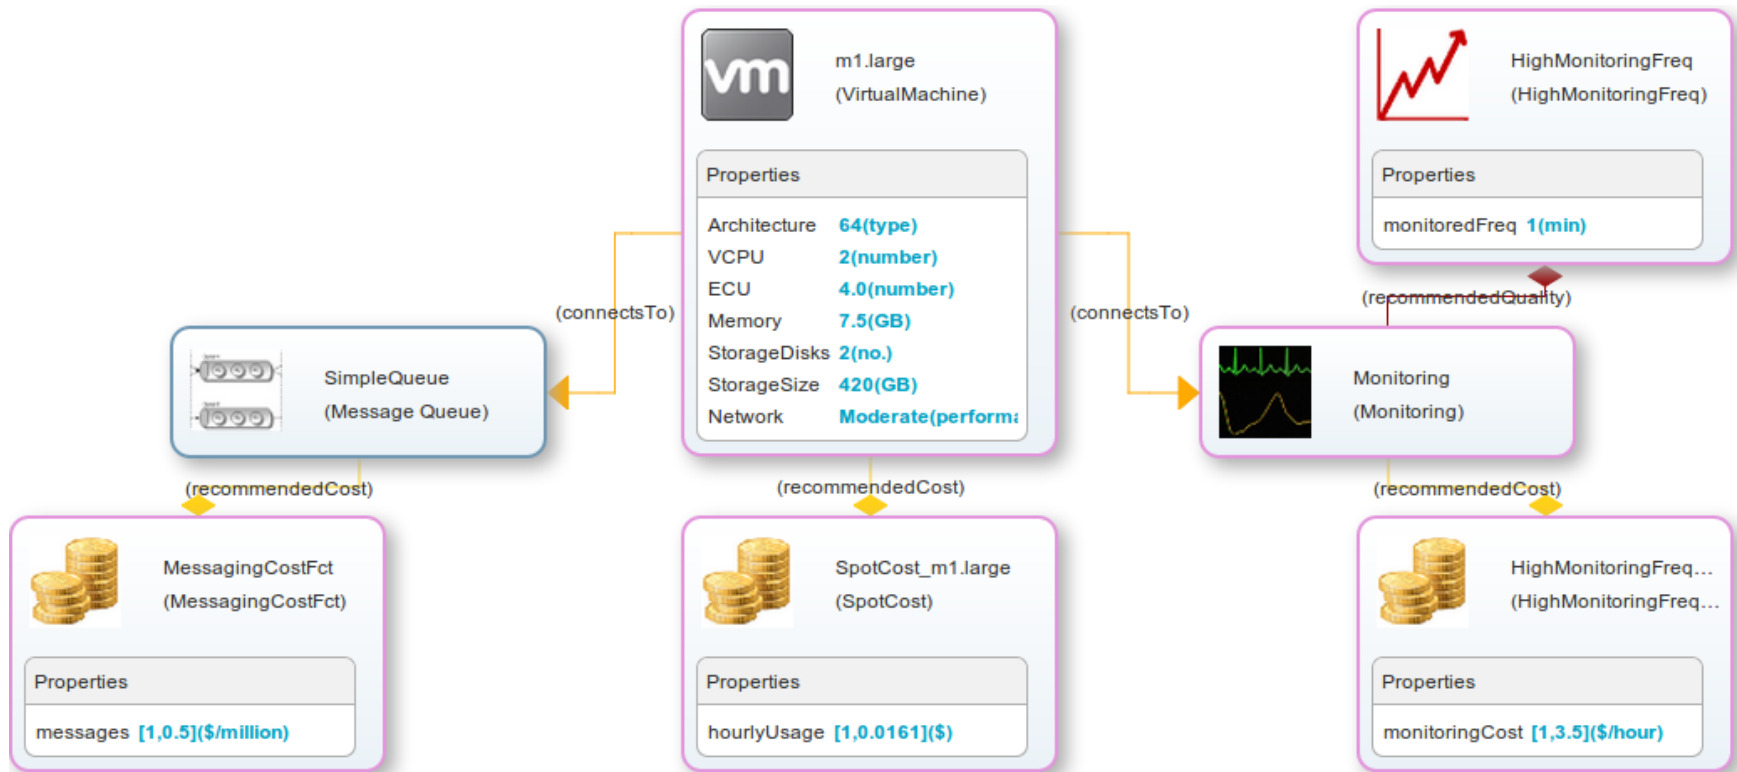 vm
m1.large
(VirtualMachine)
Properties
Architecture 64(type)
VCPU 2(number)
ECU 4.0(number)
Memory 7.5(GB)
StorageDisks 2(no.)
StorageSize 420(GB)
Network Moderate(performa
HighMonitoringFreq
(HighMonitoringFreq)
Properties
monitoredFreq 1(min)
(recommendedQuality)
(connectsTo)
(connectsTo)
SimpleQueue
(Message Queue)
Monitoring
(Monitoring)
(recommendedCost)
(recommendedCost)
(recommendedCost)
MessagingCostFct
(MessagingCostFct)
Properties
messages [1,0.5]($/million)
SpotCost_m1.large
(SpotCost)
Properties
hourlyUsage [1,0.0161]($)
HighMonitoringFreq...
(HighMonitoringFreq...
Properties
monitoringCost [1,3.5]($/hour)